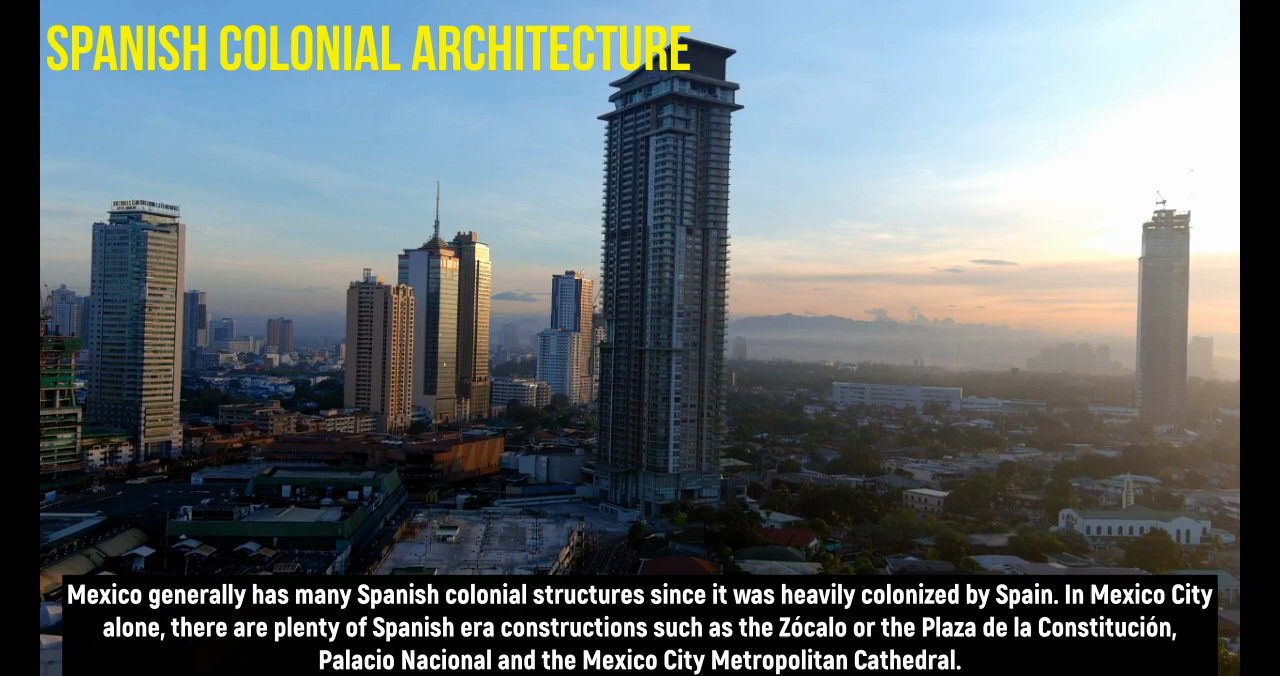 SPANISH COLONIAL ARCHITECTURE
Mexico generally has many Spanish colonial structures since it was heavily colonized by Spain. In Mexico City
alone, there are plenty of Spanish era constructions such as the Zócalo or the Plaza de la Constitución,
Palacio Nacional and the Mexico City Metropolitan Cathedral.